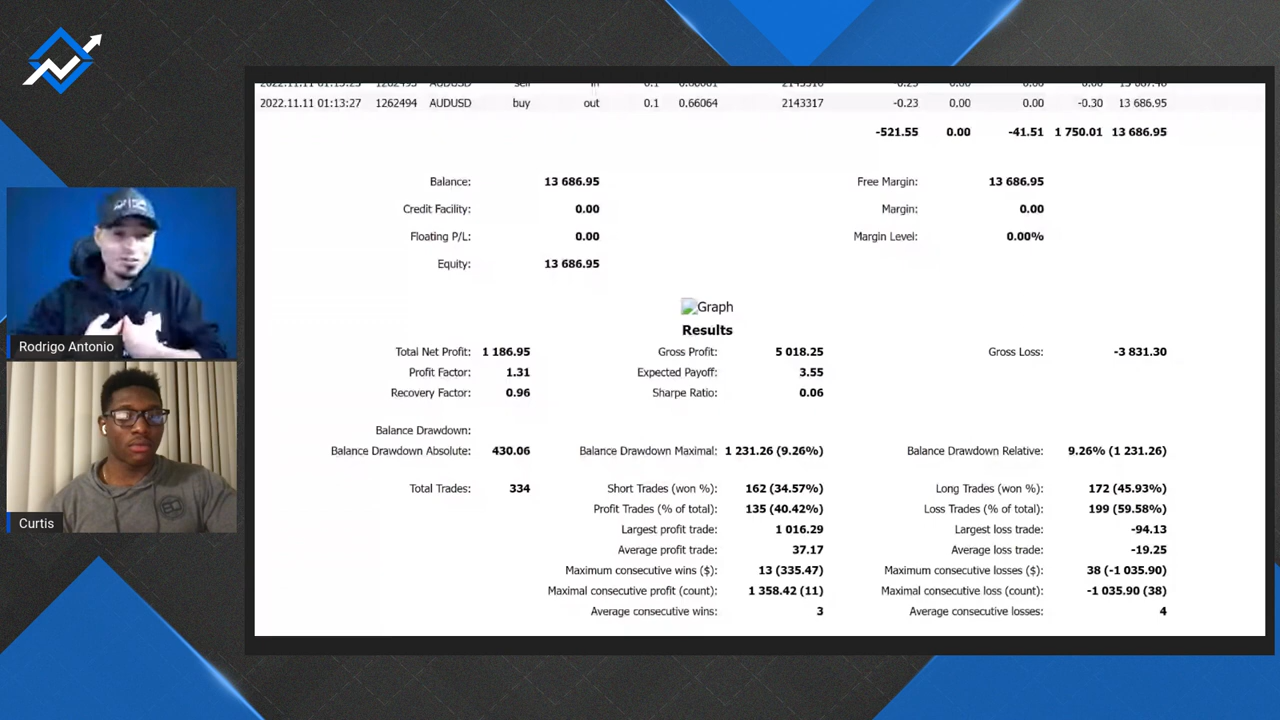 2022.11.11 01:13:27 1262494 AUDUSD buy out 0.1 0.66064 2143317 -0.23 0.00 0.00 -0.30 13 686.95
-521.55 0.00 -41.51 1 750.01 13 686.95
Balance: 13 686.95 Free Margin: 13 686.95
Credit Facility: 0.00 Margin: 0.00
Floating P/L: 0.00 Margin Level: 0.00%
Equity: 13 686.95
Graph
Results
Total Net Profit: 1 186.95 Gross Profit: 5 018.25 Gross Loss: -3 831.30
Profit Factor: 1.31 Expected Payoff: 3.55
Recovery Factor: 0.96 Sharpe Ratio: 0.06
Balance Drawdown:
Balance Drawdown Absolute: 430.06 Balance Drawdown Maximal: 1 231.26 (9.26%) Balance Drawdown Relative: 9.26% (1 231.26)
Total Trades: 334 Short Trades (won %): 162 (34.57%) Long Trades (won %): 172 (45.93%)
Profit Trades (% of total): 135 (40.42%) Loss Trades (% of total): 199 (59.58%)
Largest profit trade: 1 016.29 Largest loss trade: -94.13
Average profit trade: 37.17 Average loss trade: -19.25
Maximum consecutive wins ($): 13 (335.47) Maximum consecutive losses ($): 38 (-1 035.90)
Maximal consecutive profit (count): 1 358.42 (11) Maximal consecutive loss (count): -1 035.90 (38)
Average consecutive wins: 3 Average consecutive losses: 4
Rodrigo Antonio
Curtis